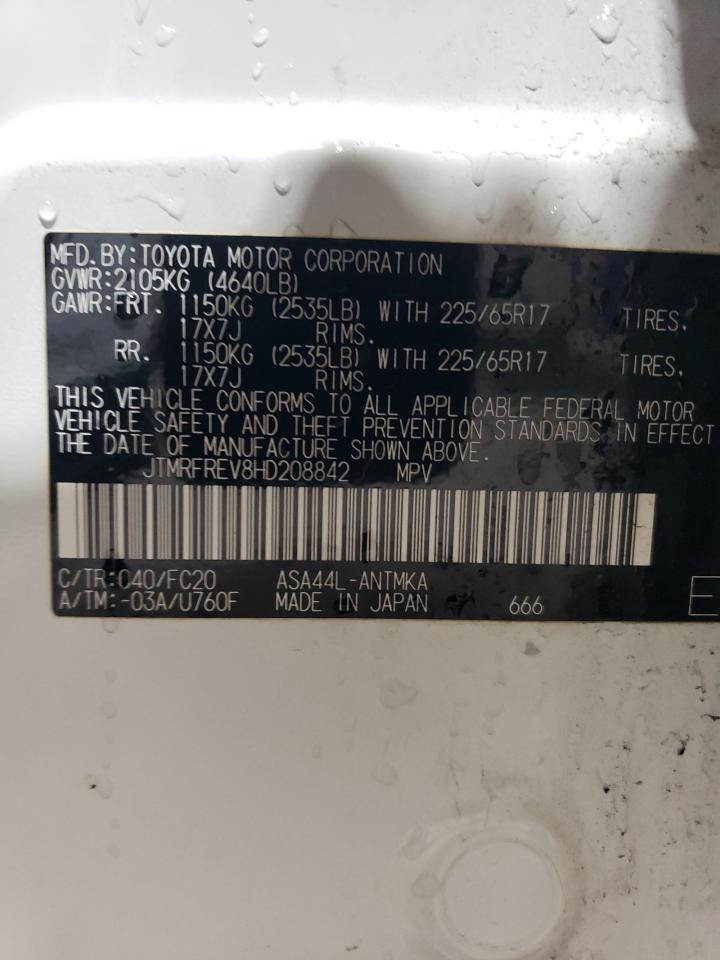 MFD. BY: TOYOTA MOTOR CORPORATION
GVWR: 2105KG (4640LB)
GAWR: FRT. 1150KG (2535LB) WITH 225/65R17 TIRES.
17X7J RIMS.
RR. 1150KG (2535LB) WITH 225/65R17 TIRES.
17X7J RIMS.
THIS VEHICLE CONFORMS TO ALL APPLICABLE FEDERAL MOTOR
VEHICLE SAFETY AND THEFT PREVENTION STANDARDS IN EFFECT
THE DATE OF MANUFACTURE SHOWN ABOVE.
JTMRFREV8HD208842 MPV
C/TR: 040/FC20 ASA44L-ANTMKA
A/TM: -03A/U760F MADE IN JAPAN 666 E